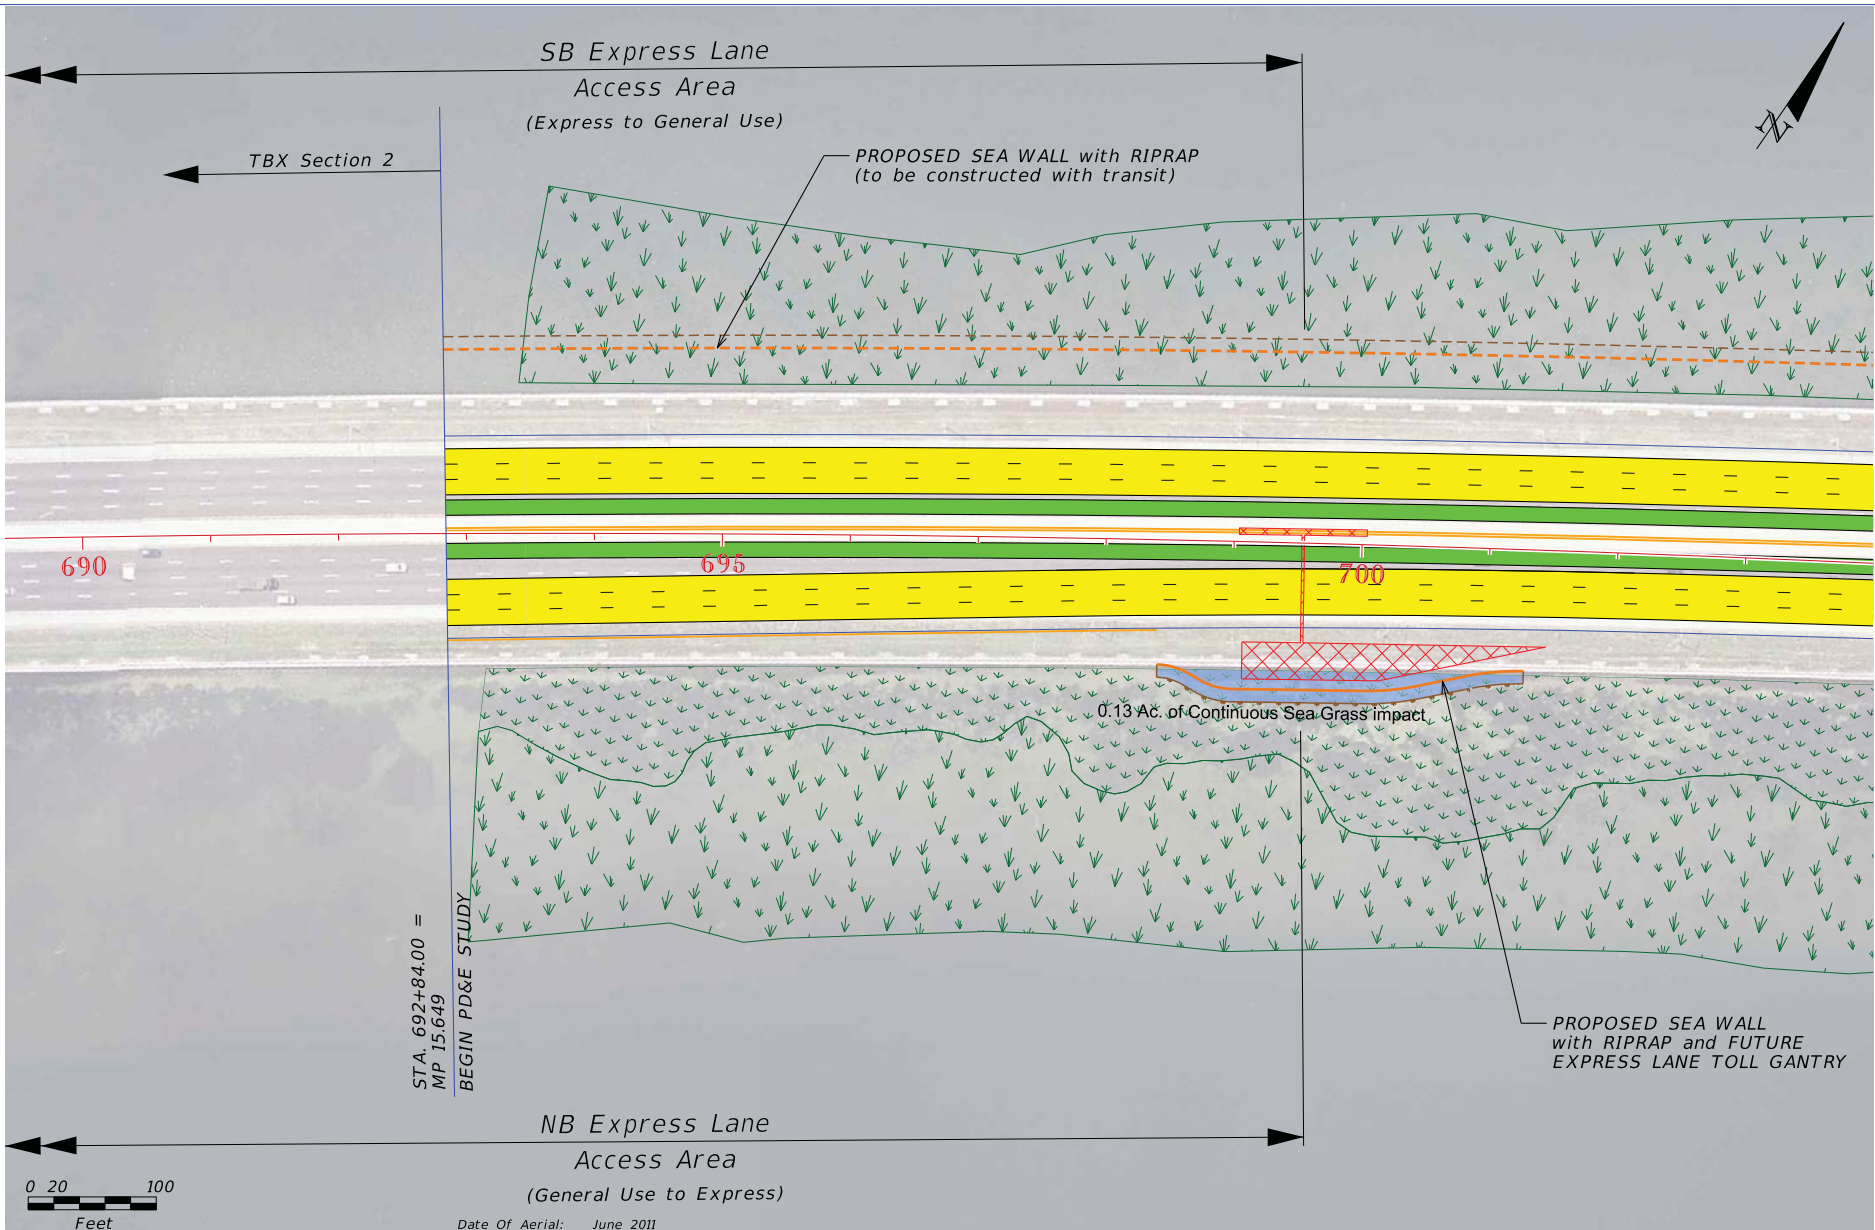 SB Express Lane
Access Area
(Express to General Use)
TBX Section 2
PROPOSED SEA WALL with RIPRAP
(to be constructed with transit)
N
690
695
700
0.13 Ac. of Continuous Sea Grass impact
STA. 692+84.00 =
MP 15.649
BEGIN PD&E STUDY
PROPOSED SEA WALL
with RIPRAP and FUTURE
EXPRESS LANE TOLL GANTRY
NB Express Lane
Access Area
(General Use to Express)
0 20 100
Feet
Date Of Aerial: June 2011